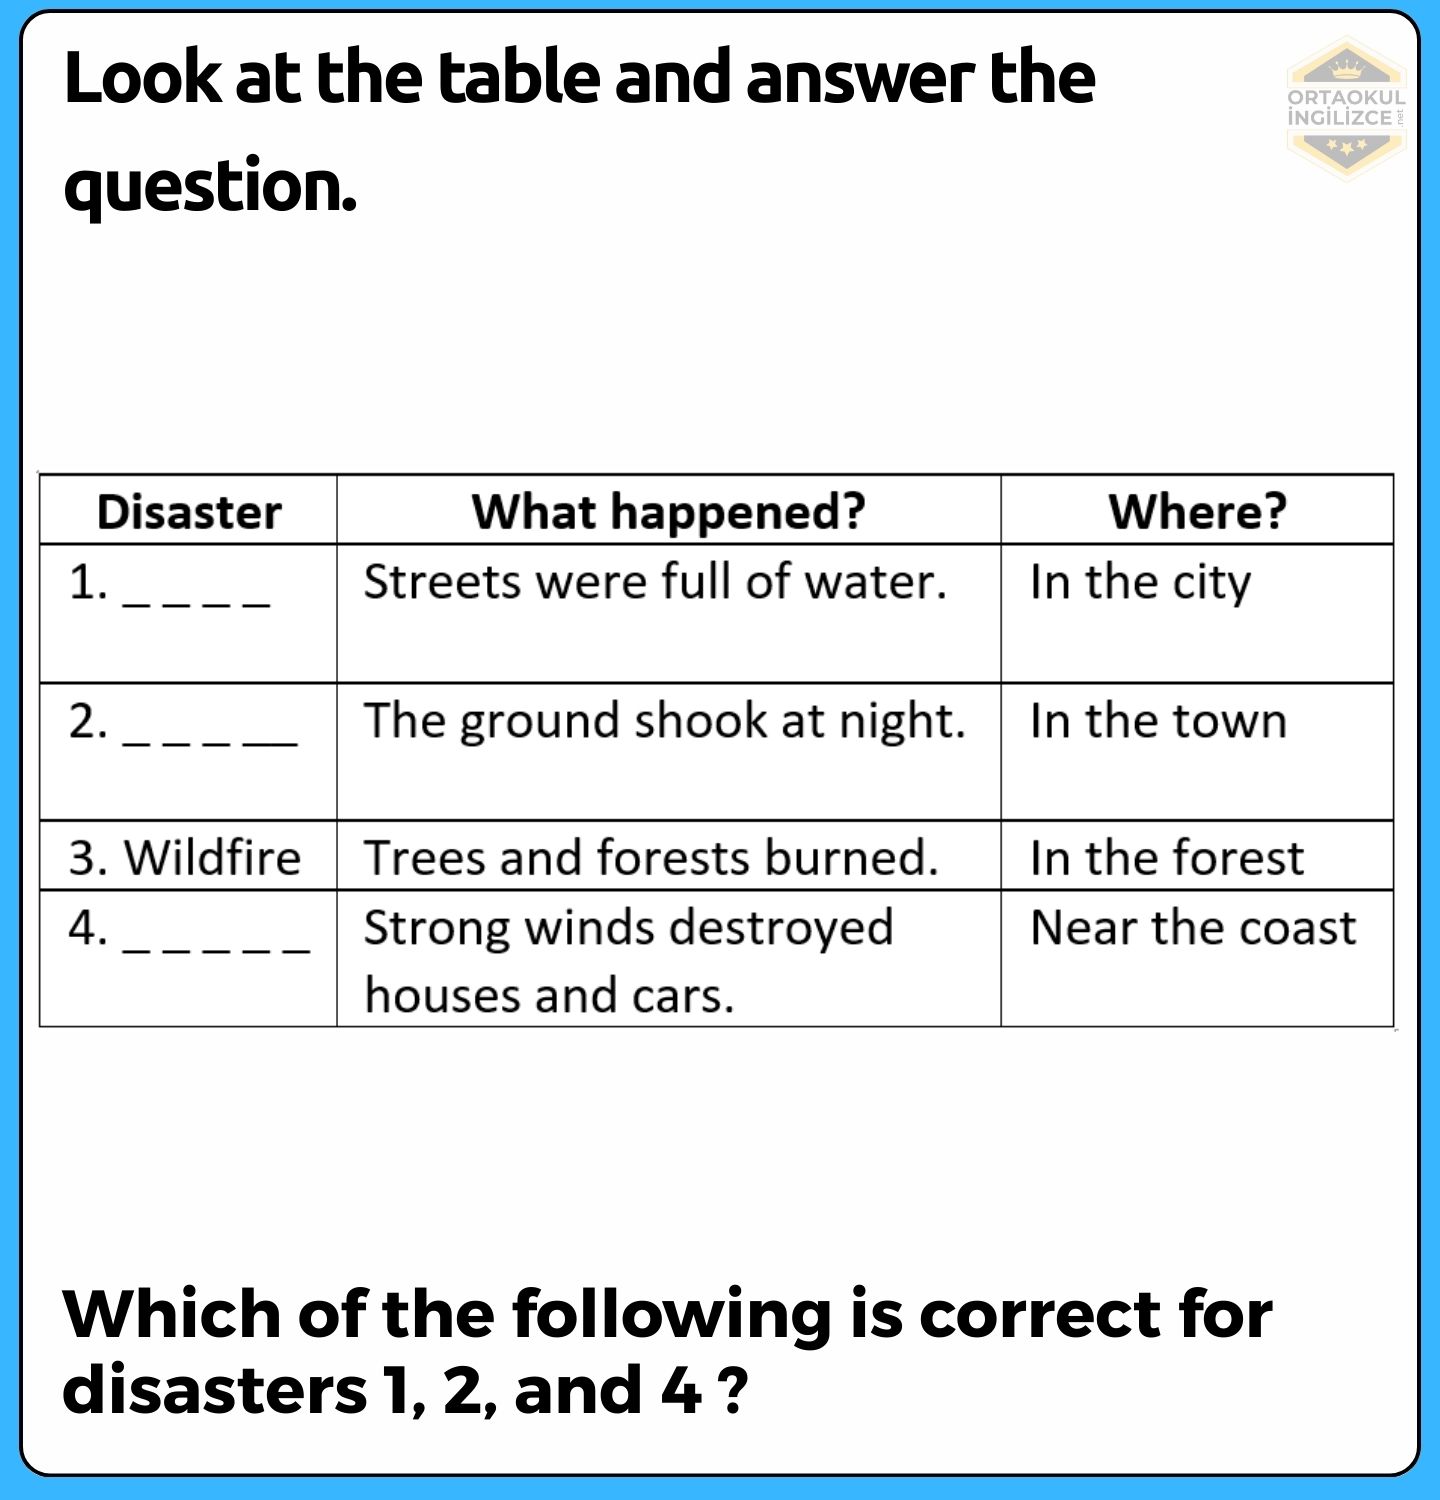 Look at the table and answer the
question.
ORTAOKUL
İNGİLİZCE .net
Disaster What happened? Where?
1. _ _ _ _ Streets were full of water. In the city
2. _ _ _ __ The ground shook at night. In the town
3. Wildfire Trees and forests burned. In the forest
4. _ _ _ _ _ Strong winds destroyed Near the coast
houses and cars.
Which of the following is correct for
disasters 1, 2, and 4 ?